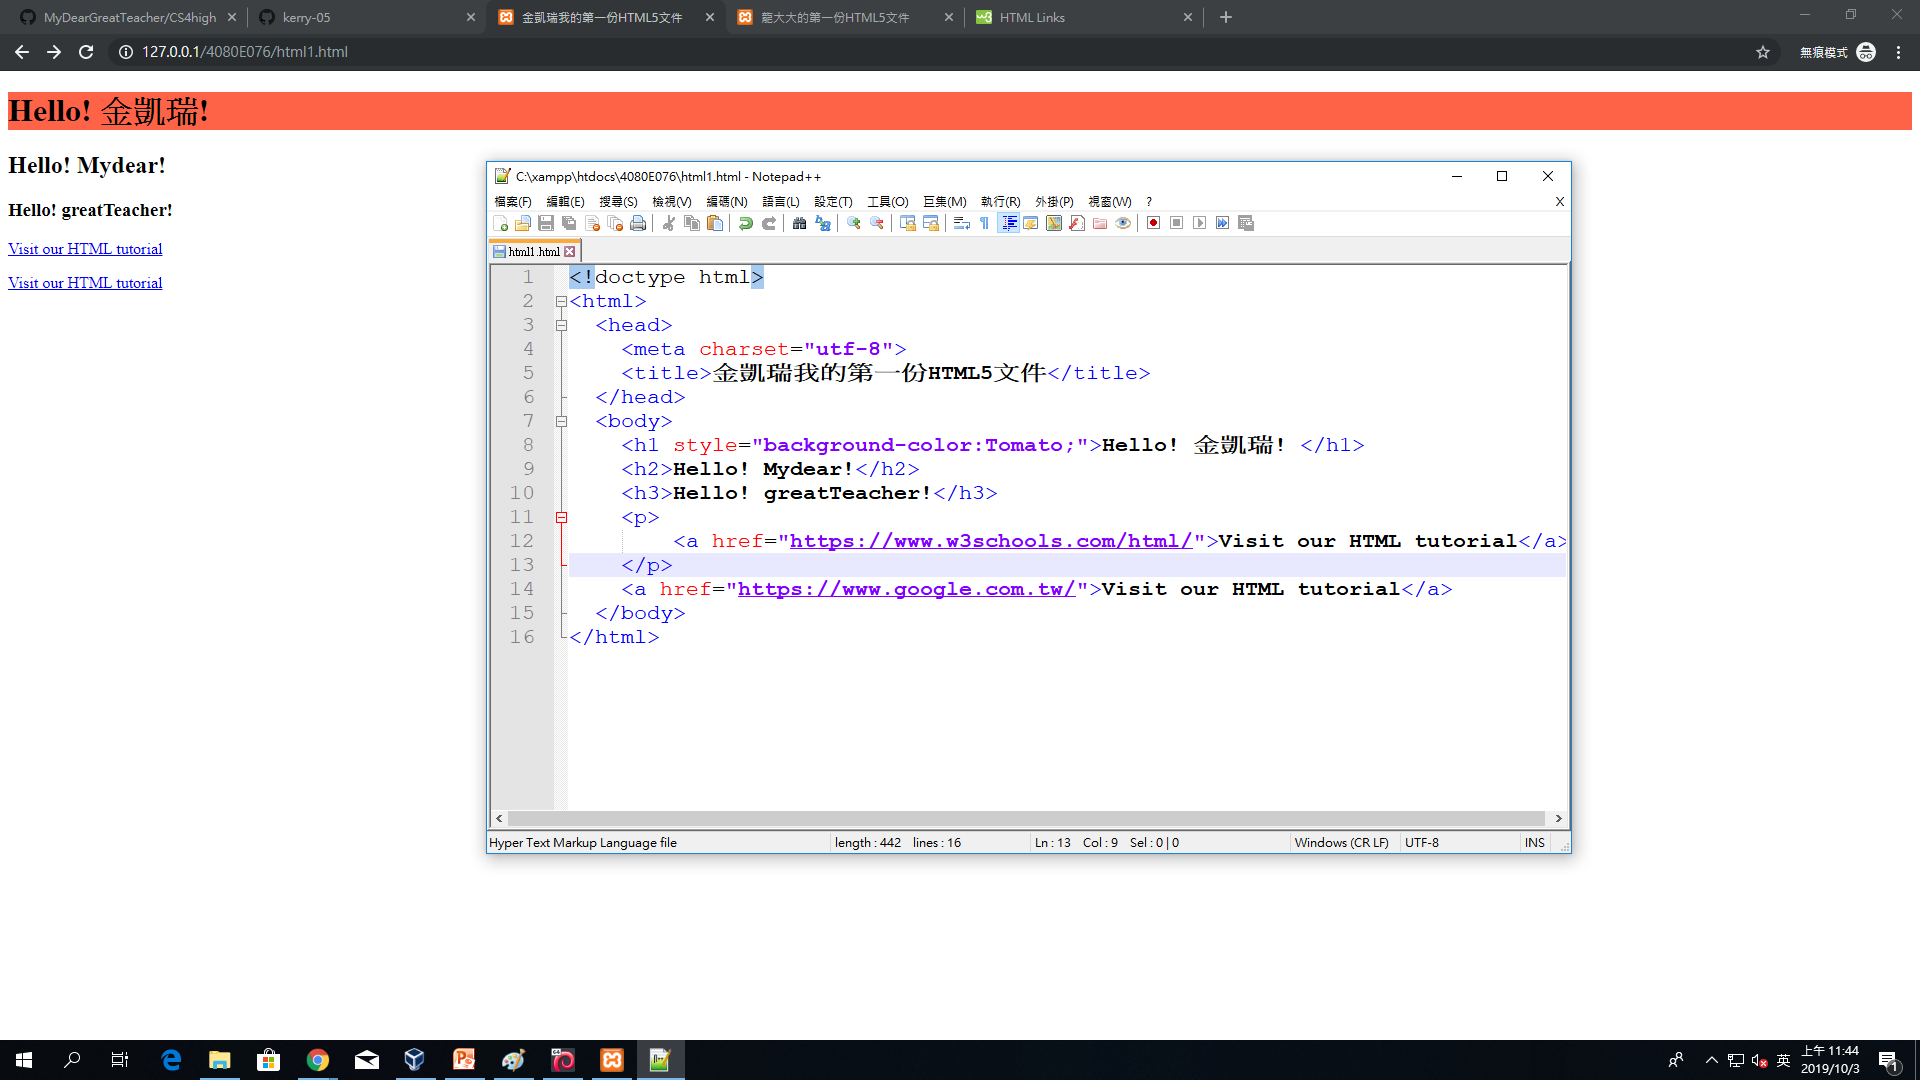 MyDearGreatTeacher/CS4high
kerry-05
金凱瑞我的第一份HTML5文件
龍大大的第一份HTML5文件
HTML Links
127.0.0.1/4080E076/html1.html
無痕模式
Hello! 金凱瑞!
Hello! Mydear!
Hello! greatTeacher!
Visit our HTML tutorial
Visit our HTML tutorial
C:\xampp\htdocs\4080E076\html1.html - Notepad++
檔案(F) 編輯(E) 搜尋(S) 檢視(V) 編碼(N) 語言(L) 設定(T) 工具(O) 巨集(M) 執行(R) 外掛(P) 視窗(W) ? X
html1.html
1 <!doctype html>
2 <html>
3 <head>
4 <meta charset="utf-8">
5 <title>金凱瑞我的第一份HTML5文件</title>
6 </head>
7 <body>
8 <h1 style="background-color:Tomato;">Hello! 金凱瑞! </h1>
9 <h2>Hello! Mydear!</h2>
10 <h3>Hello! greatTeacher!</h3>
11 <p>
12 <a href="https://www.w3schools.com/html/">Visit our HTML tutorial</a>
13 </p>
14 <a href="https://www.google.com.tw/">Visit our HTML tutorial</a>
15 </body>
16 </html>
Hyper Text Markup Language file length : 442 lines : 16 Ln : 13 Col : 9 Sel : 0 | 0 Windows (CR LF) UTF-8 INS
英
上午 11:44
2019/10/3
1